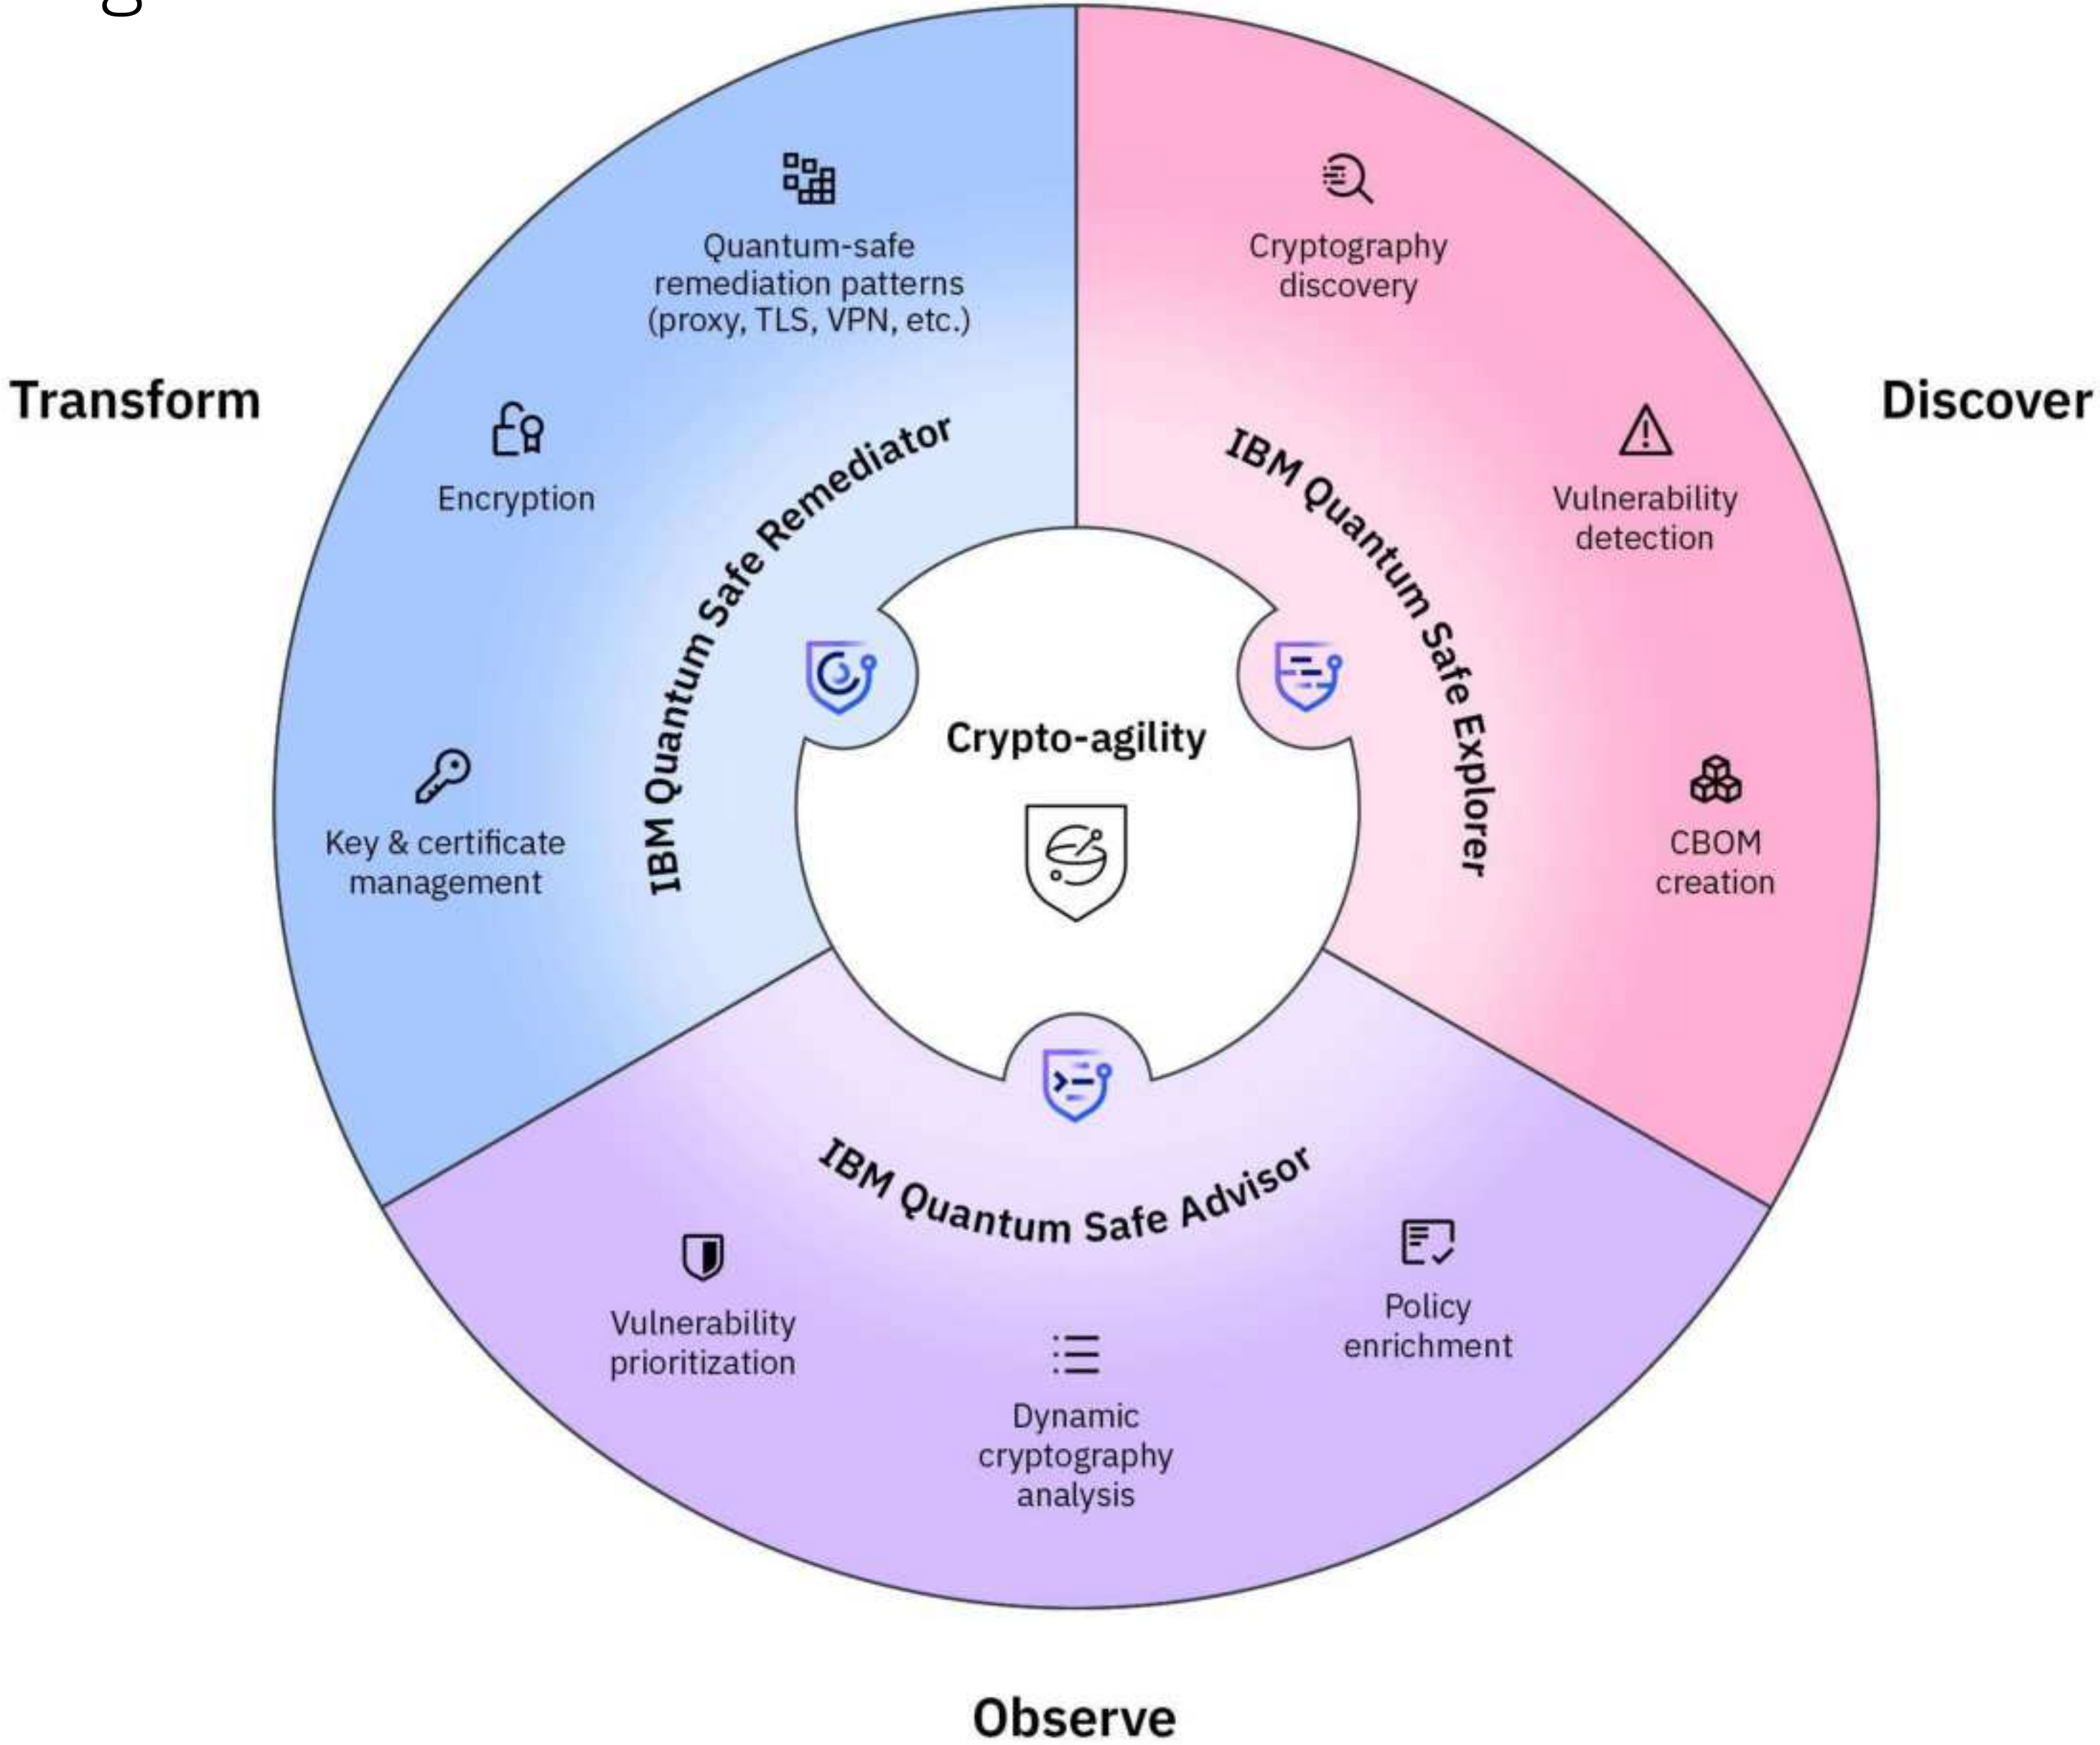 g
Quantum-safe
remediation patterns
(proxy, TLS, VPN, etc.)
Cryptography
discovery
Transform
Discover
Encryption
Vulnerability
detection
IBM Quantum Safe Remediator
IBM Quantum Safe Explorer
Crypto-agility
Key & certificate
management
CBOM
creation
IBM Quantum Safe Advisor
Vulnerability
prioritization
Policy
enrichment
Dynamic
cryptography
analysis
Observe